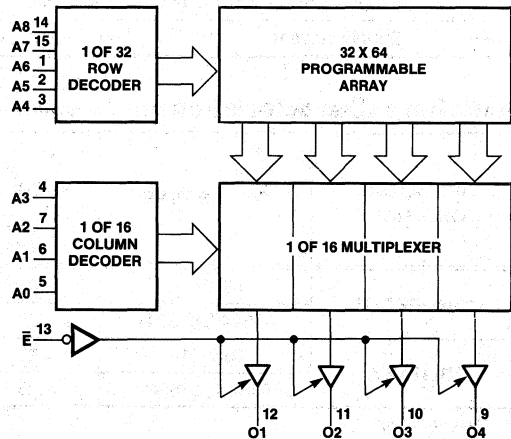 A8 14
A7 15
A6 1
A5 2
A4 3
1 OF 32
ROW
DECODER
32 X 64
PROGRAMMABLE
ARRAY
A3 4
A2 7
A1 6
A0 5
1 OF 16
COLUMN
DECODER
1 OF 16 MULTIPLEXER
E̅ 13
12
11
10
9
O1
O2
O3
O4